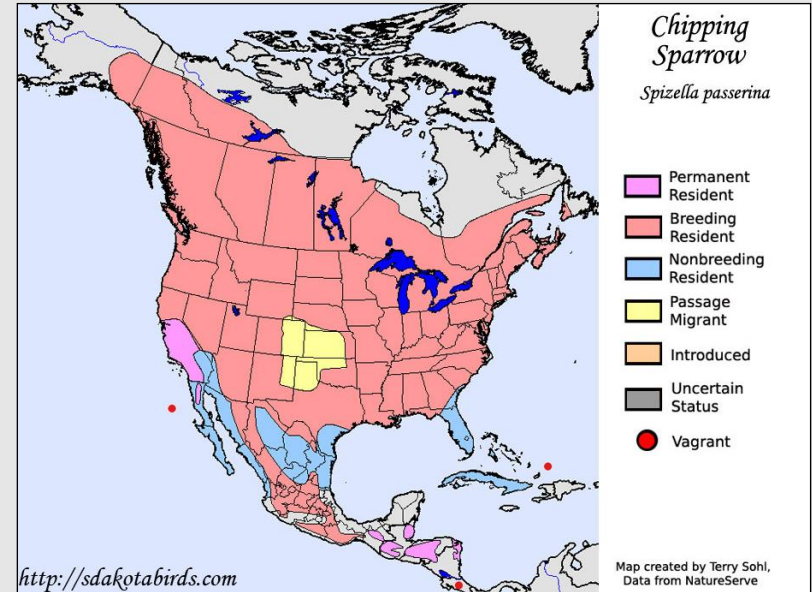 Chipping
Sparrow
Spizella passerina
Permanent
Resident
Breeding
Resident
Nonbreeding
Resident
Passage
Migrant
Introduced
Uncertain
Status
Vagrant
Map created by Terry Sohl,
Data from NatureServe
http://sdakotabirds.com